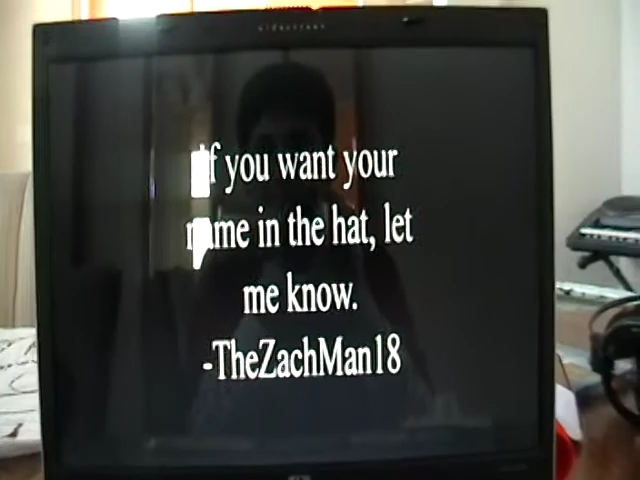 If you want your
name in the hat, let
me know.
-TheZachMan18